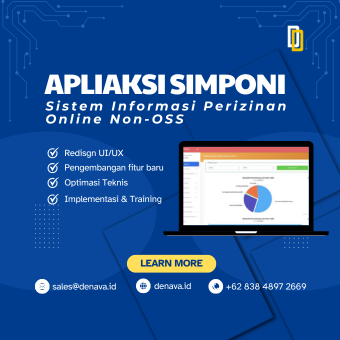 APLIAKSI SIMPONI
Sistem Informasi Perizinan
Online Non-OSS
Redisgn UI/UX
Pengembangan fitur baru
Optimasi Teknis
Implementasi & Training
LEARN MORE
sales@denava.id
denava.id
+62 838 4897 2669